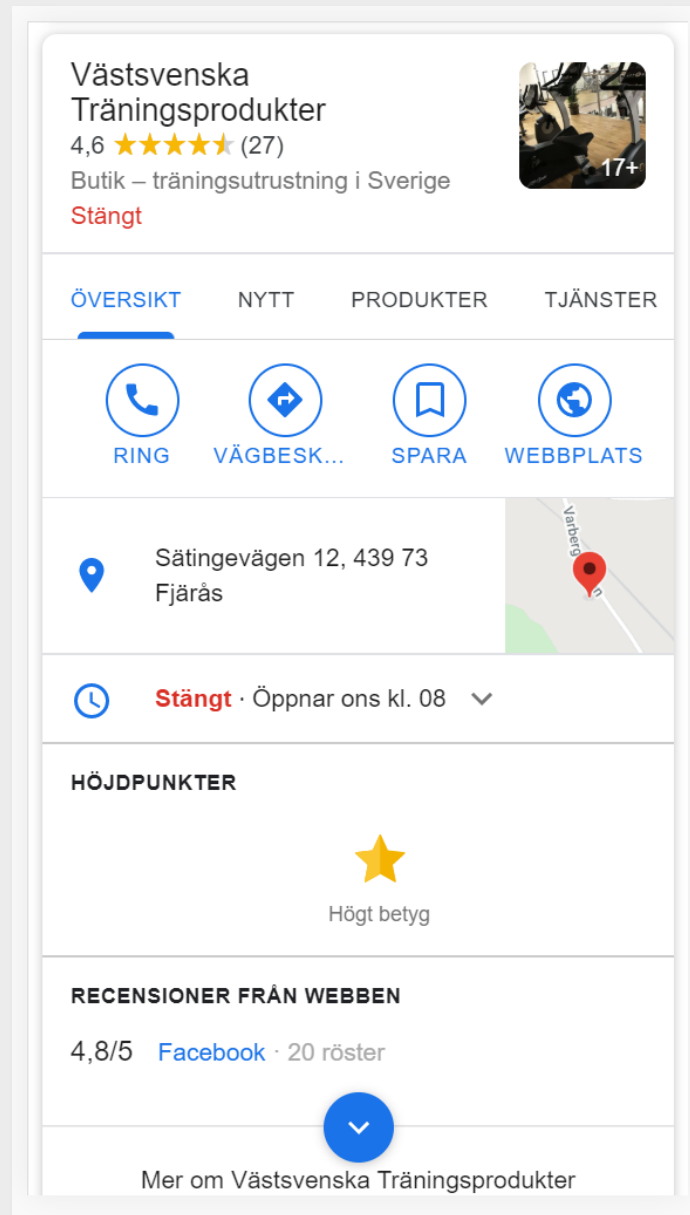 Västsvenska
Träningsprodukter
4,6 (27)
Butik – träningsutrustning i Sverige
Stängt
17+
ÖVERSIKT NYTT PRODUKTER TJÄNSTER
RING VÄGBESK... SPARA WEBBPLATS
Sätingevägen 12, 439 73
Fjärås
Varberg
n
Stängt · Öppnar ons kl. 08
HÖJDPUNKTER
Högt betyg
RECENSIONER FRÅN WEBBEN
4,8/5 Facebook · 20 röster
Mer om Västsvenska Träningsprodukter